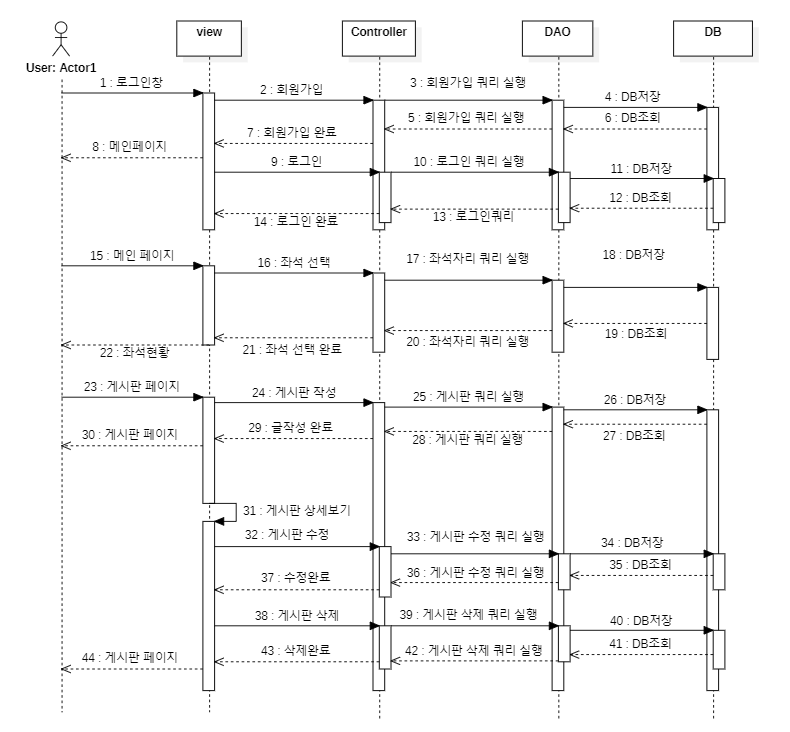 view
Controller
DAO
DB
User: Actor1
1 : 로그인창
2 : 회원가입
3 : 회원가입 쿼리 실행
4 : DB저장
5 : 회원가입 쿼리 실행
6 : DB조회
7 : 회원가입 완료
8 : 메인페이지
9 : 로그인
10 : 로그인 쿼리 실행
11 : DB저장
12 : DB조회
13 : 로그인쿼리
14 : 로그인 완료
15 : 메인 페이지
16 : 좌석 선택
17 : 좌석자리 쿼리 실행
18 : DB저장
19 : DB조회
20 : 좌석자리 쿼리 실행
21 : 좌석 선택 완료
22 : 좌석현황
23 : 게시판 페이지
24 : 게시판 작성
25 : 게시판 쿼리 실행
26 : DB저장
27 : DB조회
28 : 게시판 쿼리 실행
29 : 글작성 완료
30 : 게시판 페이지
31 : 게시판 상세보기
32 : 게시판 수정
33 : 게시판 수정 쿼리 실행
34 : DB저장
35 : DB조회
36 : 게시판 수정 쿼리 실행
37 : 수정완료
38 : 게시판 삭제
39 : 게시판 삭제 쿼리 실행
40 : DB저장
41 : DB조회
42 : 게시판 삭제 쿼리 실행
43 : 삭제완료
44 : 게시판 페이지